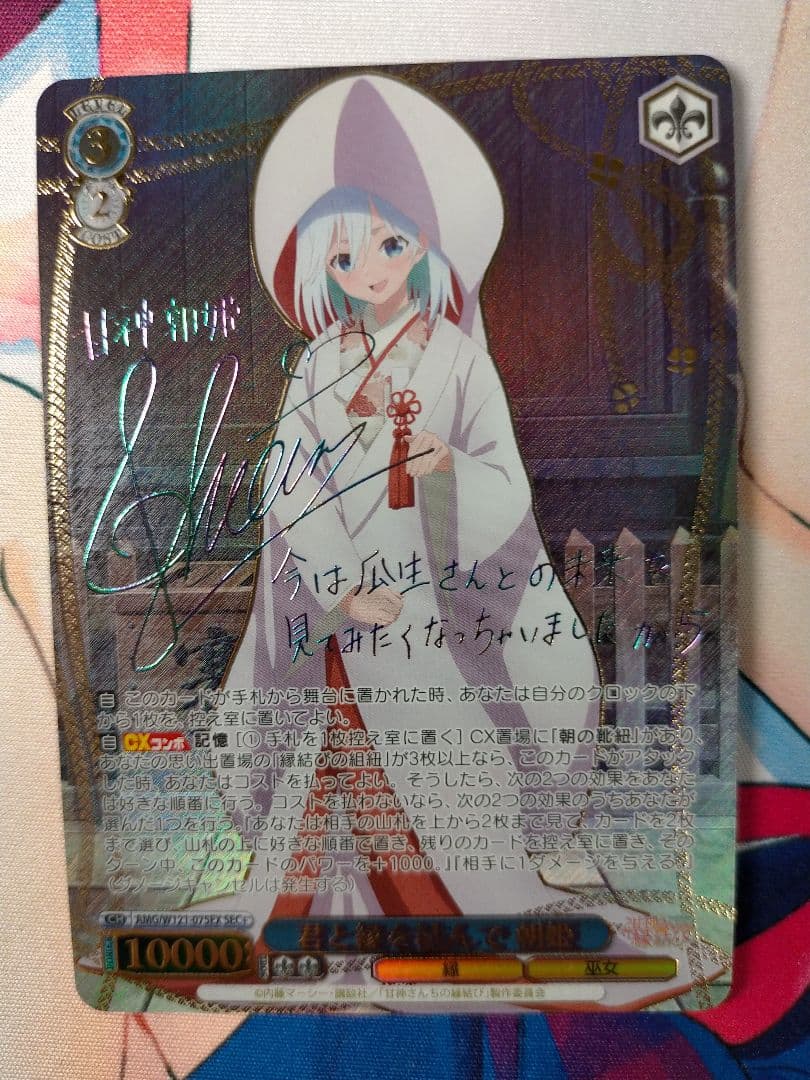 LEVEL
3
2
COST
甘神 朝姫
今は瓜生さんとの未来を
見てみたくなっちゃいましたから
自 このカードが手札から舞台に置かれた時、あなたは自分のクロックの下
から1枚を、控え室に置いてよい。
自 CXコンボ 記憶 [① 手札を1枚控え室に置く] CX置場に「朝の靴紐」があり、
あなたの思い出置場の「縁結びの組紐」が3枚以上なら、このカードがアタック
した時、あなたはコストを払ってよい。そうしたら、次の2つの効果をあなた
は好きな順番に行う。コストを払わないなら、次の2つの効果のうちあなたが
選んだ1つを行う。『あなたは相手の山札を上から2枚まで見て、カードを2枚
まで選び、山札の上に好きな順番で置き、残りのカードを控え室に置き、その
ターン中、このカードのパワーを+1000。』『相手に1ダメージを与える。』
（ダメージキャンセルは発生する）
CH AMG/W121-075EX SEC+
POWER 10000
君と縁を結んで 朝姫
縁 巫女
©内藤マーシー・講談社／「甘神さんちの縁結び」製作委員会